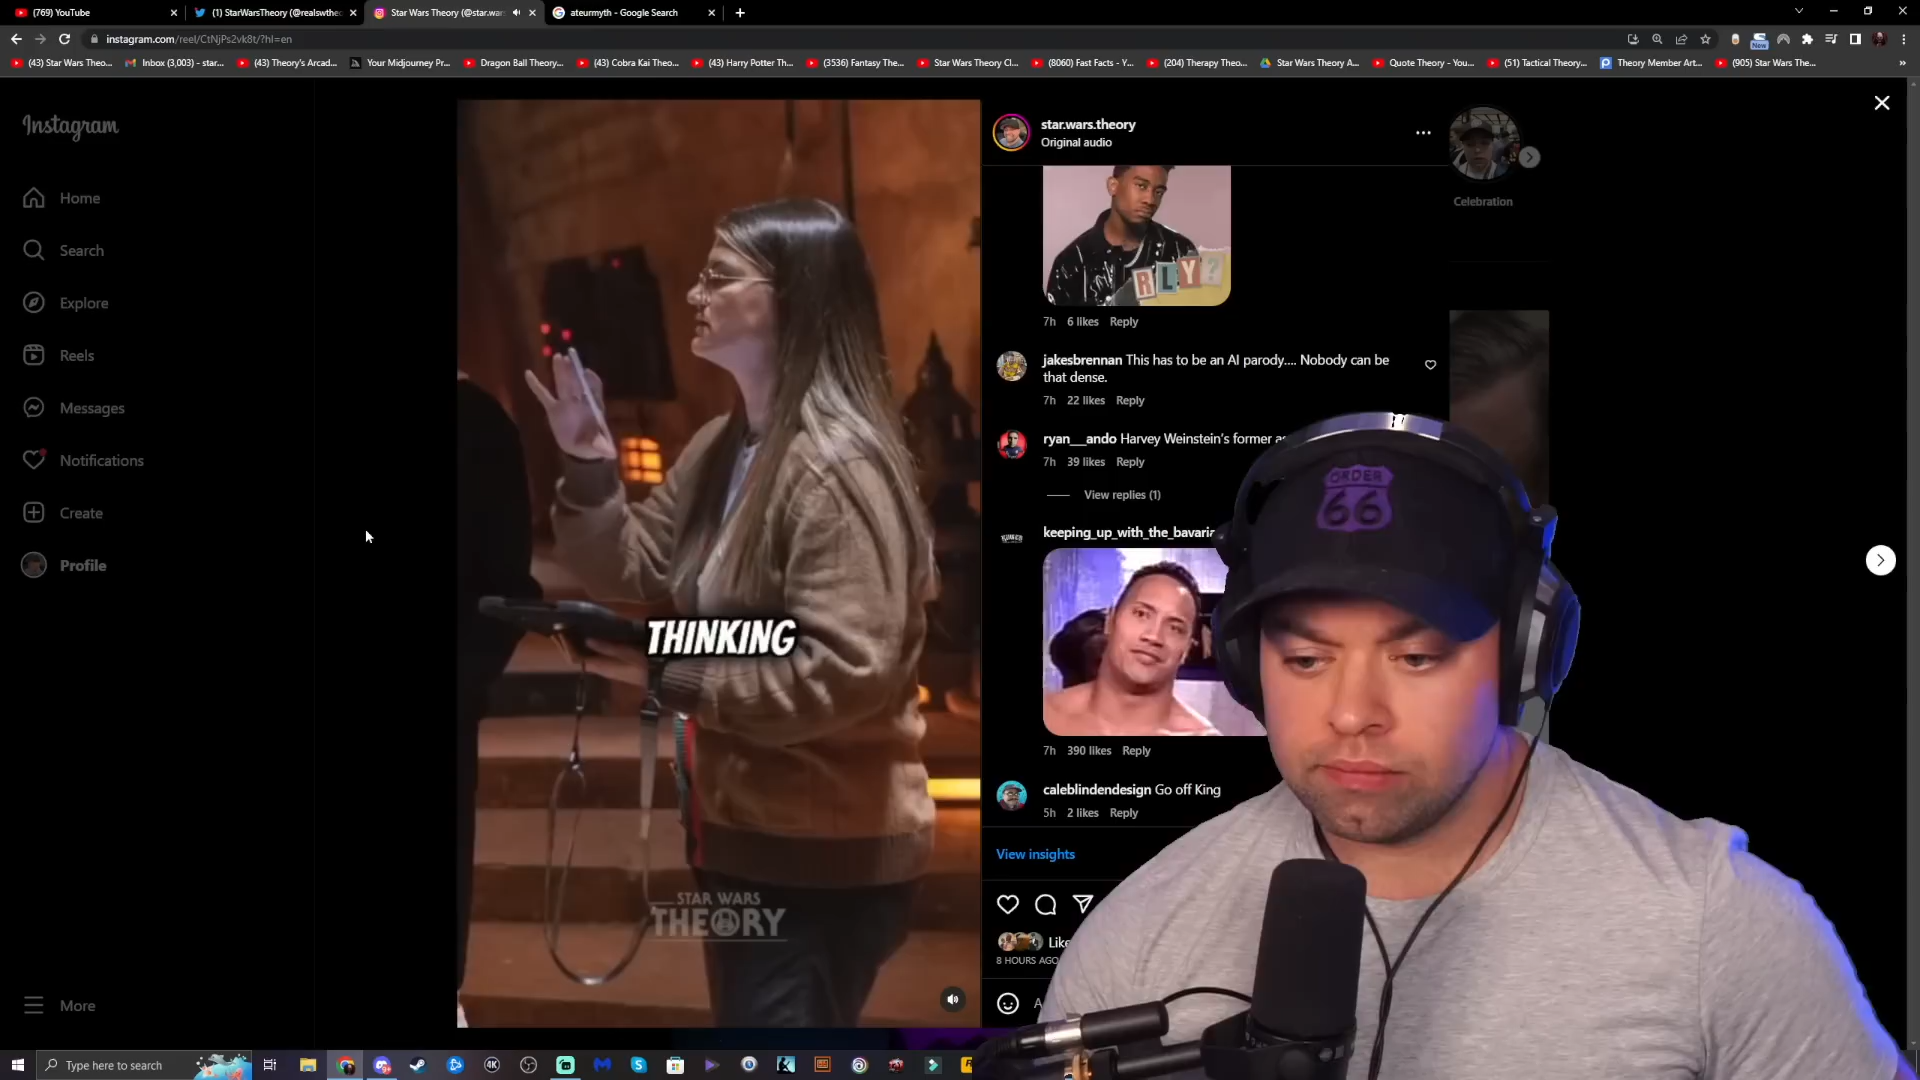 (769) YouTube
(1) StarWarsTheory (@realswthe
Star Wars Theory (@star.wars
ateurmyth - Google Search
instagram.com/reel/CtNjPs2vk8t/?hl=en
New
(43) Star Wars Theo...
Inbox (3,003) - star...
(43) Theory's Arcad...
Your Midjourney Pr...
Dragon Ball Theory...
(43) Cobra Kai Theo...
(43) Harry Potter Th...
(3536) Fantasy The...
Star Wars Theory Cl...
(8060) Fast Facts - Y...
(204) Therapy Theo...
Star Wars Theory A...
Quote Theory - You...
(51) Tactical Theory...
Theory Member Art...
(905) Star Wars The...
Instagram
Home
Search
Explore
Reels
Messages
Notifications
Create
Profile
More
THINKING
STAR WARS
THEORY
star.wars.theory
Original audio
Celebration
RLY?
7h 6 likes Reply
jakesbrennan This has to be an AI parody.... Nobody can be
that dense.
7h 22 likes Reply
ryan__ando Harvey Weinstein's former
7h 39 likes Reply
View replies (1)
keeping_up_with_the_bavaria
7h 390 likes Reply
caleblindendesign Go off King
5h 2 likes Reply
View insights
Like
8 HOURS AGO
ORDER
66
Type here to search
4K